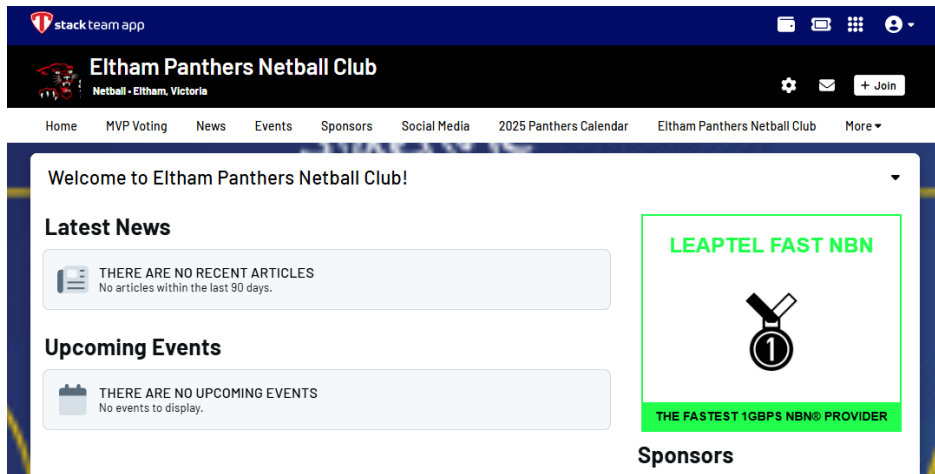 stack team app
Eltham Panthers Netball Club
Netball • Eltham, Victoria
+ Join
Home MVP Voting News Events Sponsors Social Media 2025 Panthers Calendar Eltham Panthers Netball Club More
Welcome to Eltham Panthers Netball Club!
Latest News
THERE ARE NO RECENT ARTICLES
No articles within the last 90 days.
Upcoming Events
THERE ARE NO UPCOMING EVENTS
No events to display.
LEAPTEL FAST NBN
1
THE FASTEST 1GBPS NBN® PROVIDER
Sponsors